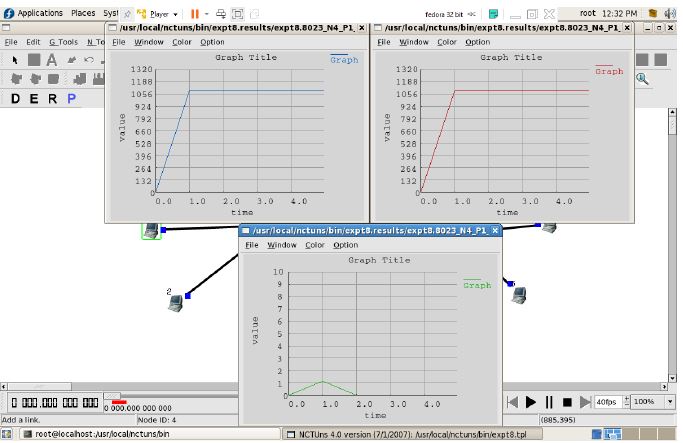 Applications Places Sys
Player
fedora 32 bit
root 12:32 PM
/usr/local/nctuns/bin/expt8.results/expt8.8023_N4_P1_
/usr/local/nctuns/bin/expt8.results/expt8.8023_N4_P1_
File Edit G_Tools N_To
File Window Color Option
File Window Color Option
Graph Title
Graph
1320
1188
1056
924
792
660
528
396
264
132
0
value
0.0 1.0 2.0 3.0 4.0
time
Graph Title
Graph
1320
1188
1056
924
792
660
528
396
264
132
0
value
0.0 1.0 2.0 3.0 4.0
time
D E R P
/usr/local/nctuns/bin/expt8.results/expt8.8023_N4_P1_
File Window Color Option
Graph Title
Graph
10
9
8
7
6
5
4
3
2
1
0
value
0.0 1.0 2.0 3.0 4.0
time
2
0 000.000 000 000
0 000.000 000 000
40fps
100%
Add a link.
Node ID: 4
(885,395)
root@localhost:/usr/local/nctuns/bin
NCTUns 4.0 version (7/1/2007): /usr/local/nctuns/bin/expt8.tpl